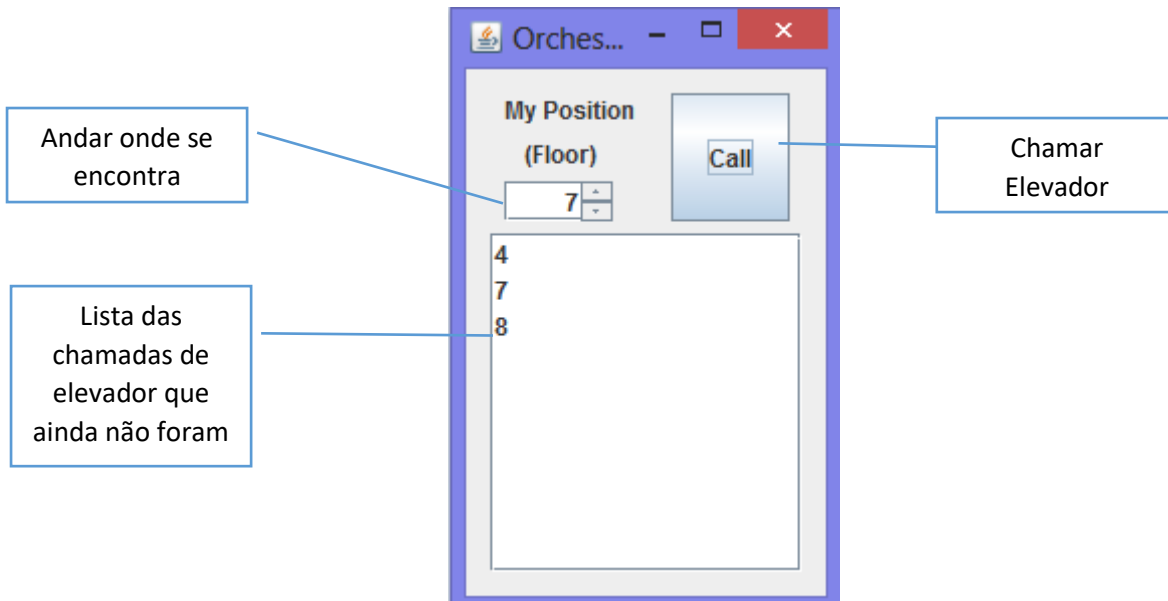 Orches...
My Position
(Floor)
Call
7
4
7
8
Andar onde se
encontra
Lista das
chamadas de
elevador que
ainda não foram
Chamar
Elevador